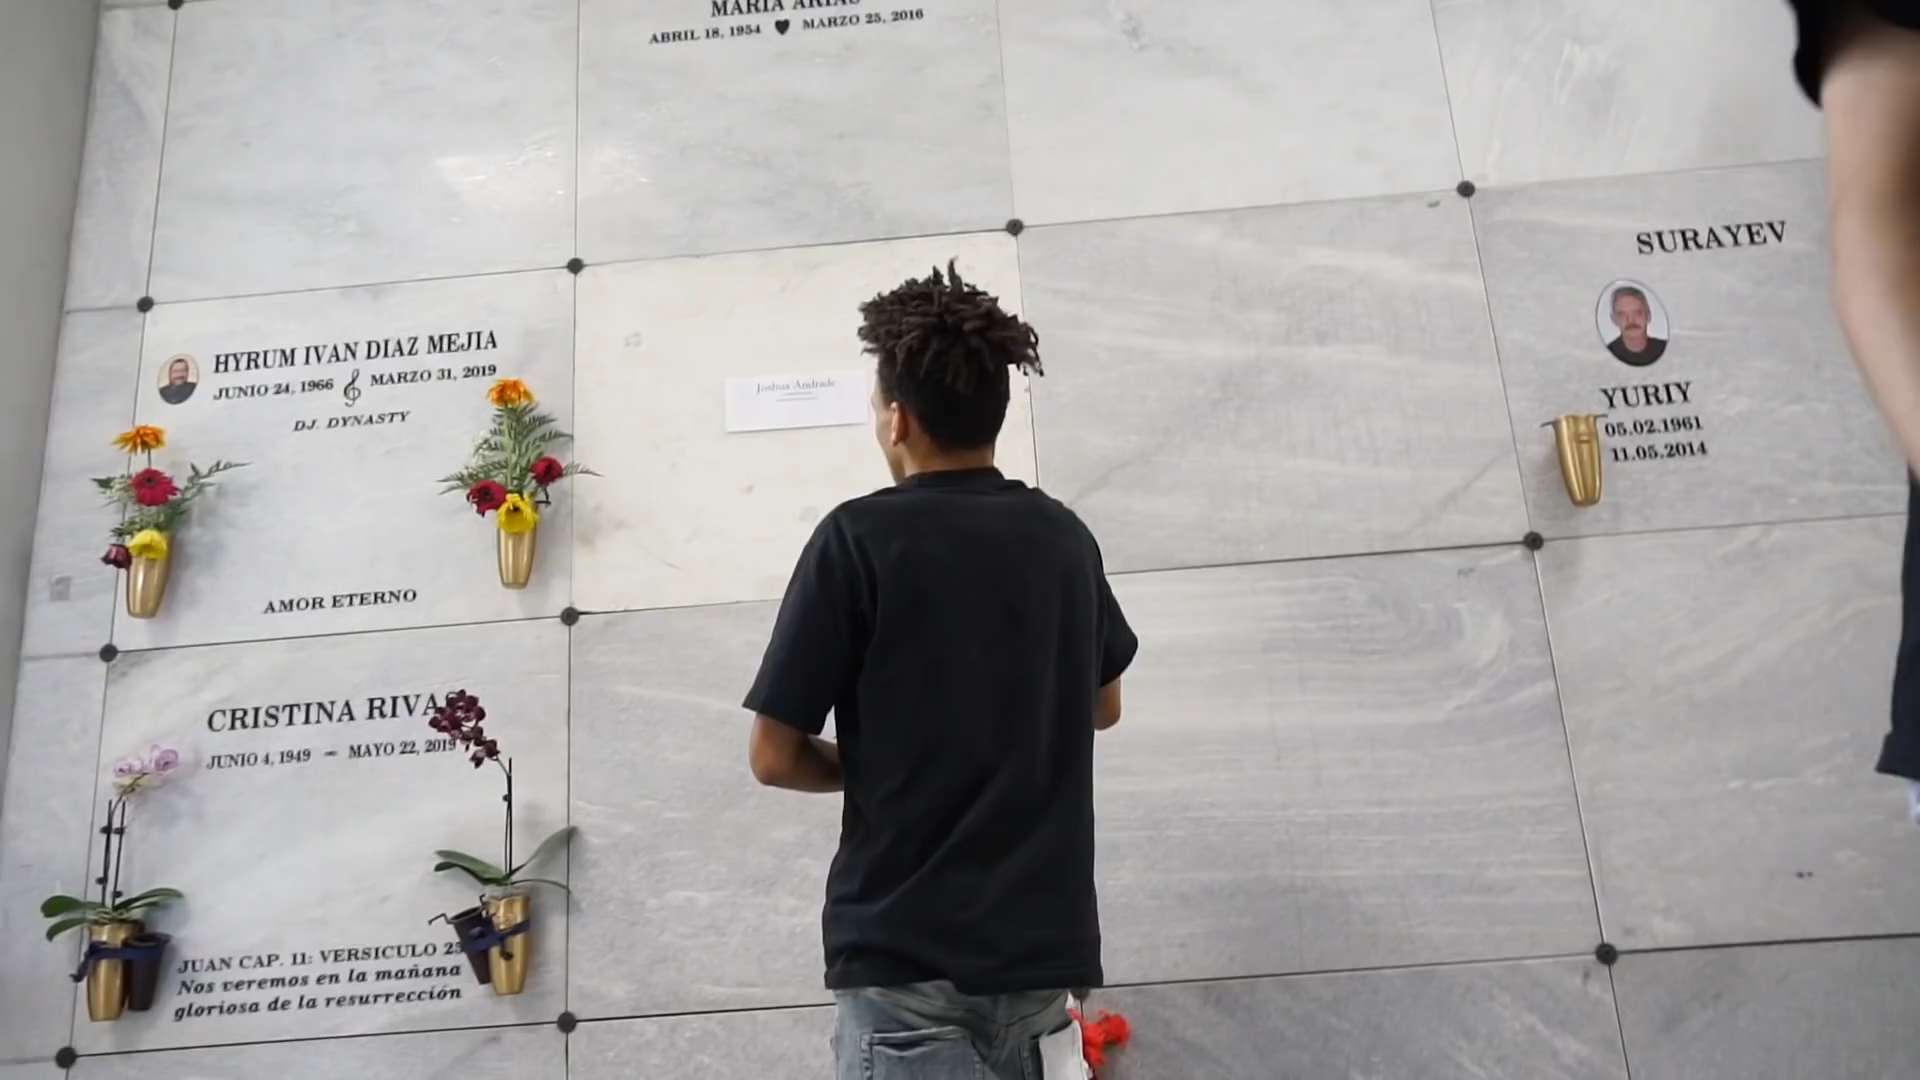 MARIA ARIAS
ABRIL 18, 1954 MARZO 25, 2016
HYRUM IVAN DIAZ MEJIA
JUNIO 24, 1966 MARZO 31, 2019
DJ. DYNASTY
AMOR ETERNO
Joshua Andrade
SURAYEV
YURIY
05.02.1961
11.05.2014
CRISTINA RIVAS
JUNIO 4, 1949 – MAYO 22, 2019
JUAN CAP. 11: VERSICULO 25
Nos veremos en la mañana
gloriosa de la resurrección